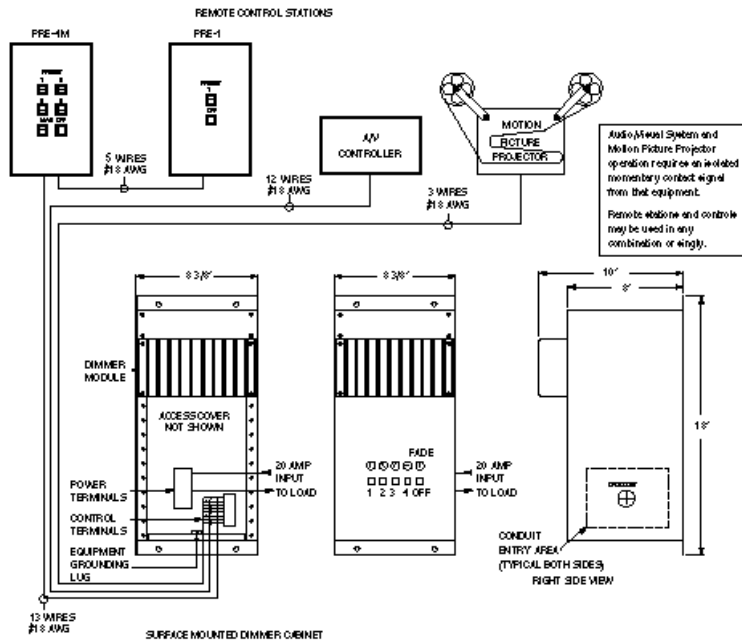 REMOTE CONTROL STATIONS
PRE-4M
PRE-1
PRESET
OFF
MOTION
PICTURE
PROJECTOR
A/V
CONTROLLER
Audio/Visual System and
Motion Picture Projector
operation requires an isolated
momentary contact signal
from that equipment.
Remote stations and controls
may be used in any
combination or singly.
5 WIRES
#18 AWG
12 WIRES
#18 AWG
3 WIRES
#18 AWG
8 3/8"
8 3/8"
10"
8"
18"
DIMMER
MODULE
ACCESS COVER
NOT SHOWN
POWER
TERMINALS
20 AMP
INPUT
TO LOAD
CONTROL
TERMINALS
EQUIPMENT
GROUNDING
LUG
FADE
1 2 3 4 OFF
20 AMP
INPUT
TO LOAD
CONDUIT
ENTRY AREA
(TYPICAL BOTH SIDES)
RIGHT SIDE VIEW
13 WIRES
#18 AWG
SURFACE MOUNTED DIMMER CABINET